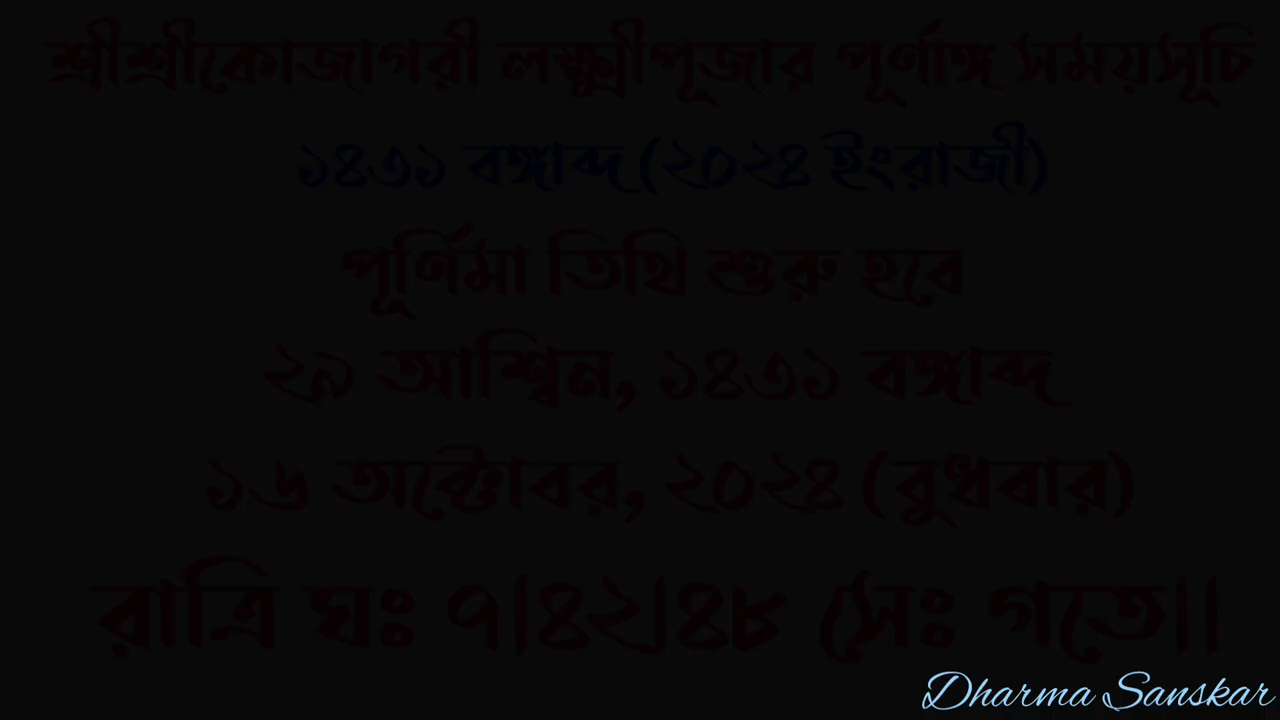 শ্রীশ্রীকোজাগরী লক্ষ্মীপূজার পূর্ণাঙ্গ সময়সূচি
১৪৩১ বঙ্গাব্দ (২০২৪ ইংরাজী)
পূর্ণিমা তিথি শুরু হবে
২৯ আশ্বিন, ১৪৩১ বঙ্গাব্দ
১৬ অক্টোবর, ২০২৪ (বুধবার)
রাত্রি ঘঃ ৭|৪২|৪৮ সেঃ গতে||
Dharma Sanskar